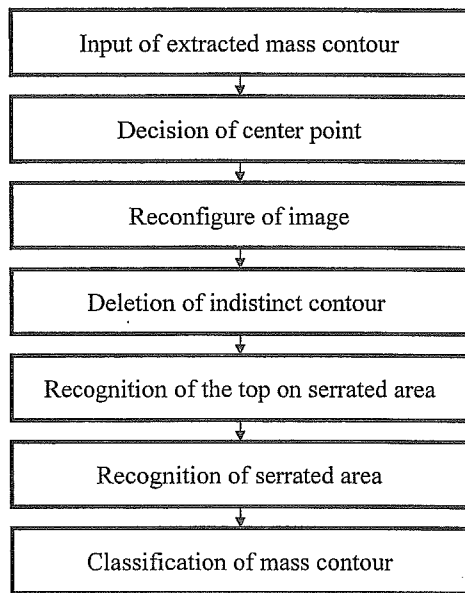 Input of extracted mass contour
Decision of center point
Reconfigure of image
Deletion of indistinct contour
Recognition of the top on serrated area
Recognition of serrated area
Classification of mass contour